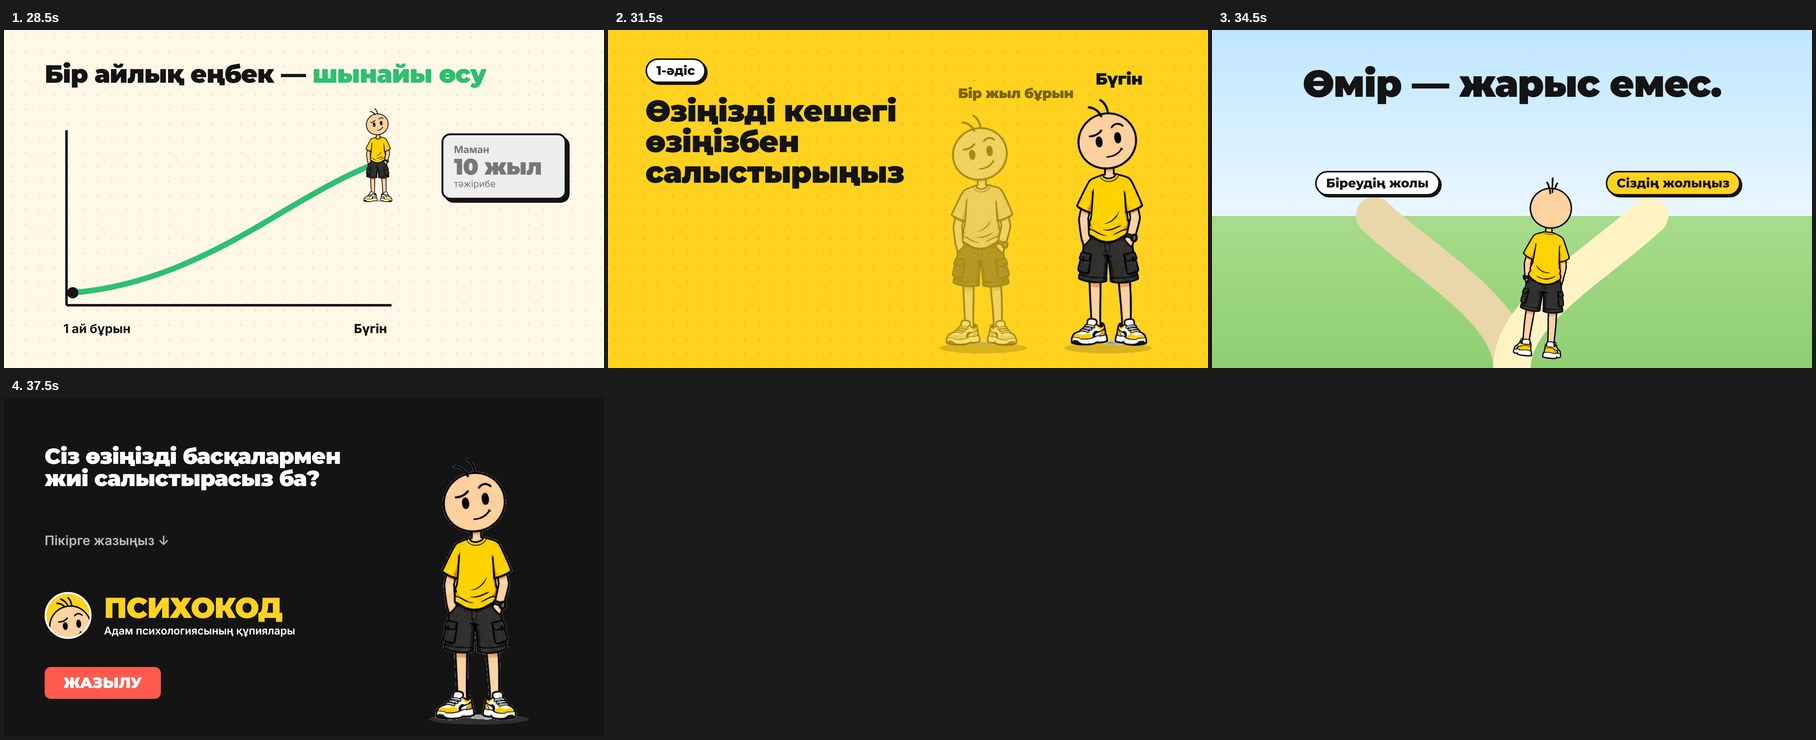 1. 28.5s
Бір айлық еңбек — шынайы өсу
Маман
10 жыл
тәжірибе
1 ай бұрын
Бүгін
2. 31.5s
1-әдіс
Өзіңізді кешегі
өзіңізбен
салыстырыңыз
Бір жыл бұрын
Бүгін
3. 34.5s
Өмір — жарыс емес.
Біреудің жолы
Сіздің жолыңыз
4. 37.5s
Сіз өзіңізді басқалармен
жиі салыстырасыз ба?
Пікірге жазыңыз ↓
ПСИХОКОД
Адам психологиясының құпиялары
ЖАЗЫЛУ